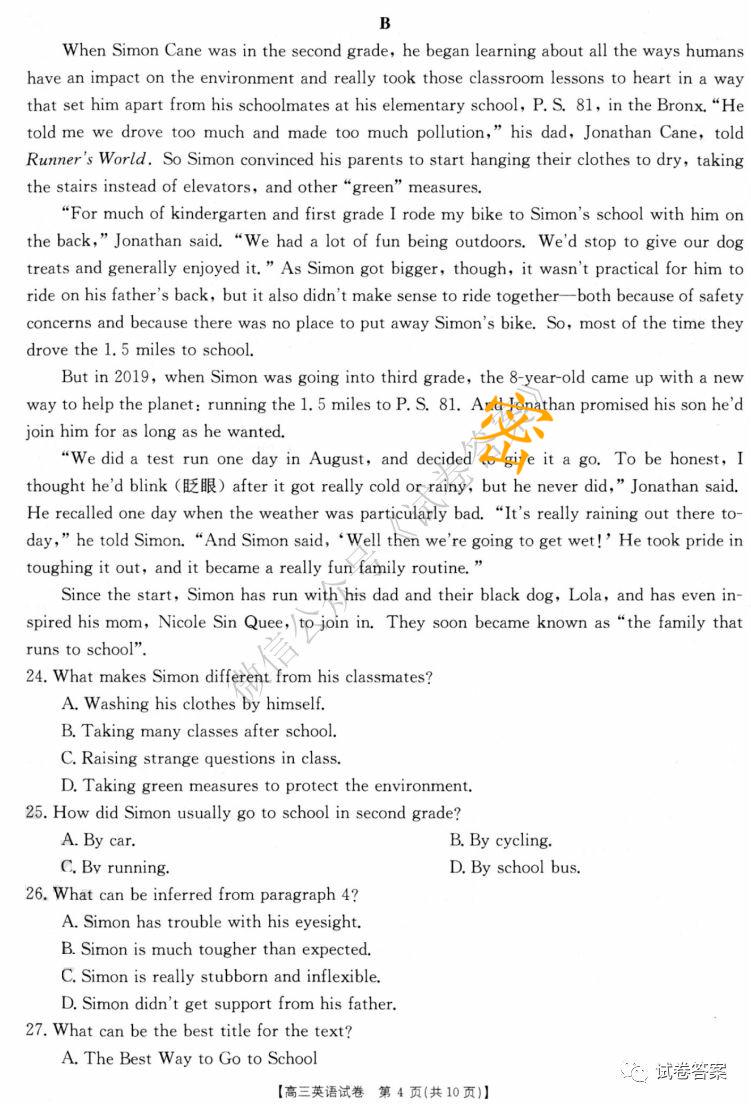 B
When Simon Cane was in the second grade, he began learning about all the ways humans
have an impact on the environment and really took those classroom lessons to heart in a way
that set him apart from his schoolmates at his elementary school, P. S. 81, in the Bronx. “He
told me we drove too much and made too much pollution,” his dad, Jonathan Cane, told
Runner's World. So Simon convinced his parents to start hanging their clothes to dry, taking
the stairs instead of elevators, and other “green” measures.
“For much of kindergarten and first grade I rode my bike to Simon's school with him on
the back,” Jonathan said. “We had a lot of fun being outdoors. We'd stop to give our dog
treats and generally enjoyed it.” As Simon got bigger, though, it wasn't practical for him to
ride on his father's back, but it also didn't make sense to ride together—both because of safety
concerns and because there was no place to put away Simon's bike. So, most of the time they
drove the 1.5 miles to school.
But in 2019, when Simon was going into third grade, the 8-year-old came up with a new
way to help the planet: running the 1.5 miles to P. S. 81. And Jonathan promised his son he'd
join him for as long as he wanted.
“We did a test run one day in August, and decided to give it a go. To be honest, I
thought he'd blink (眨眼) after it got really cold or rainy, but he never did,” Jonathan said.
He recalled one day when the weather was particularly bad. “It's really raining out there to-
day,” he told Simon. “And Simon said, ‘Well then we're going to get wet!’ He took pride in
toughing it out, and it became a really fun family routine.”
Since the start, Simon has run with his dad and their black dog, Lola, and has even in-
spired his mom, Nicole Sin Quee, to join in. They soon became known as “the family that
runs to school”.
24. What makes Simon different from his classmates?
A. Washing his clothes by himself.
B. Taking many classes after school.
C. Raising strange questions in class.
D. Taking green measures to protect the environment.
25. How did Simon usually go to school in second grade?
A. By car. B. By cycling.
C. By running. D. By school bus.
26. What can be inferred from paragraph 4?
A. Simon has trouble with his eyesight.
B. Simon is much tougher than expected.
C. Simon is really stubborn and inflexible.
D. Simon didn't get support from his father.
27. What can be the best title for the text?
A. The Best Way to Go to School
【高三英语试卷 第 4 页(共 10 页)】
密
微信公众号《试卷答案》
试卷答案